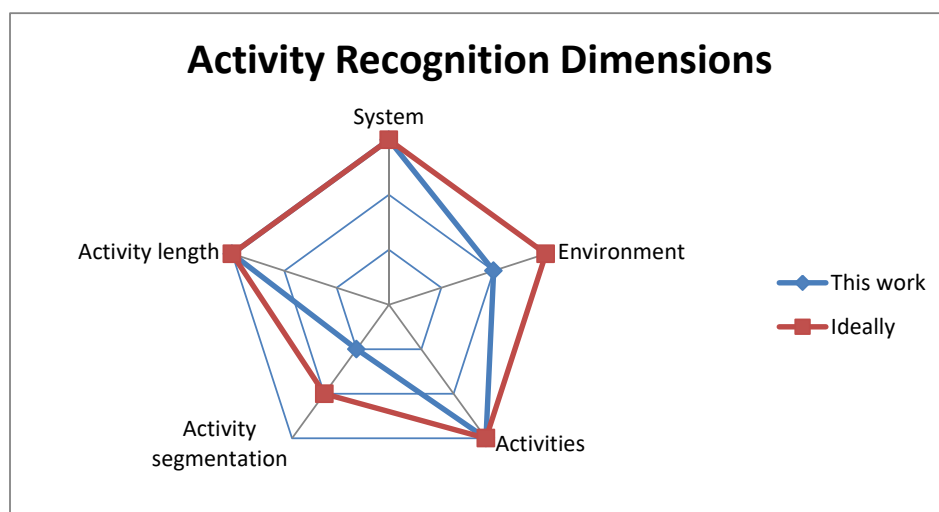 Activity Recognition Dimensions
System
Environment
Activity length
This work
Ideally
Activity
segmentation
Activities